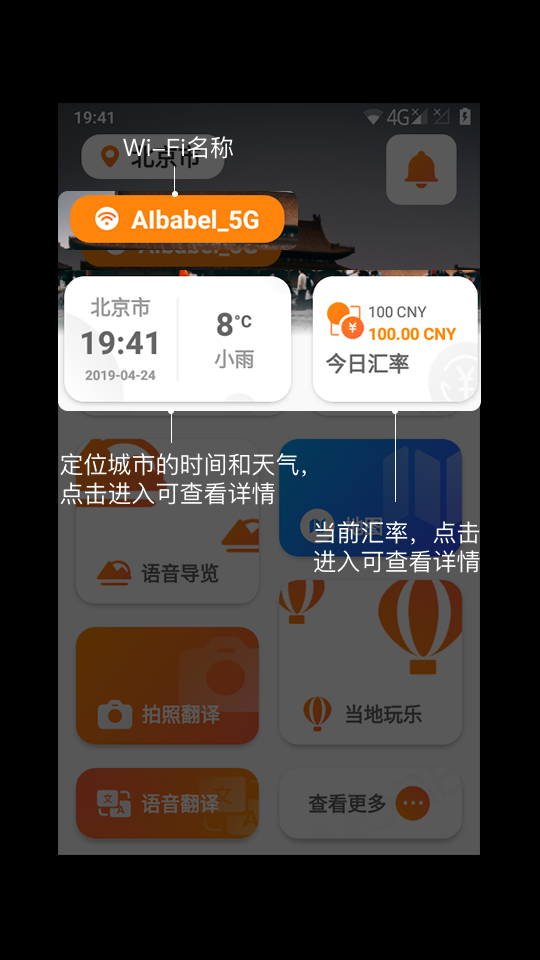 19:41
4G
Wi-Fi名称
北京市
AIbabel_5G
北京市
19:41
2019-04-24
8°C
小雨
100 CNY
100.00 CNY
今日汇率
定位城市的时间和天气，
点击进入可查看详情
当前汇率，点击
进入可查看详情
地图
语音导览
拍照翻译
当地玩乐
语音翻译
查看更多